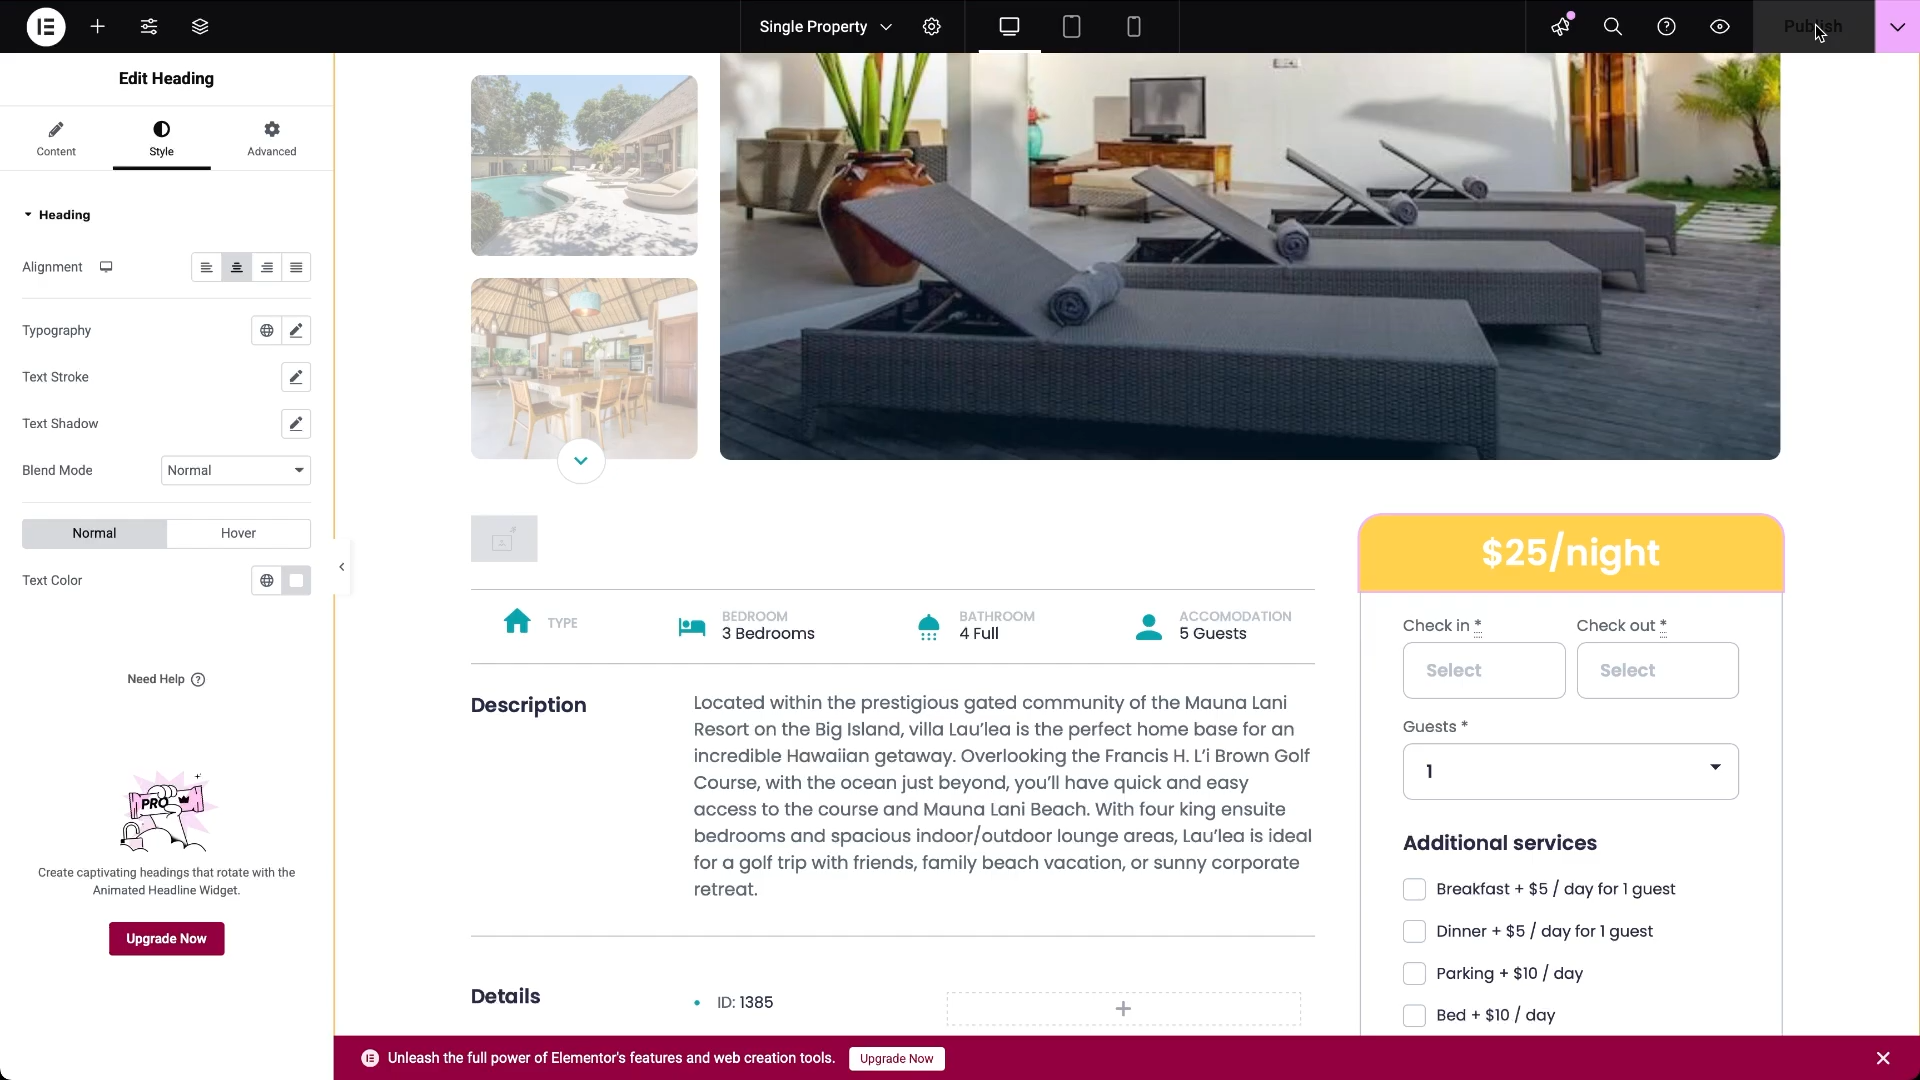 Single Property
Publish
Edit Heading
Content
Style
Advanced
Heading
Alignment
Typography
Text Stroke
Text Shadow
Blend Mode
Normal
Normal
Hover
Text Color
Need Help
PRO
Create captivating headings that rotate with the
Animated Headline Widget.
Upgrade Now
TYPE
BEDROOM
3 Bedrooms
BATHROOM
4 Full
ACCOMODATION
5 Guests
Description
Located within the prestigious gated community of the Mauna Lani
Resort on the Big Island, villa Lau’lea is the perfect home base for an
incredible Hawaiian getaway. Overlooking the Francis H. L’i Brown Golf
Course, with the ocean just beyond, you’ll have quick and easy
access to the course and Mauna Lani Beach. With four king ensuite
bedrooms and spacious indoor/outdoor lounge areas, Lau’lea is ideal
for a golf trip with friends, family beach vacation, or sunny corporate
retreat.
Details
• ID: 1385
$25/night
Check in *
Check out *
Select
Select
Guests *
1
Additional services
Breakfast + $5 / day for 1 guest
Dinner + $5 / day for 1 guest
Parking + $10 / day
Bed + $10 / day
Unleash the full power of Elementor's features and web creation tools.
Upgrade Now